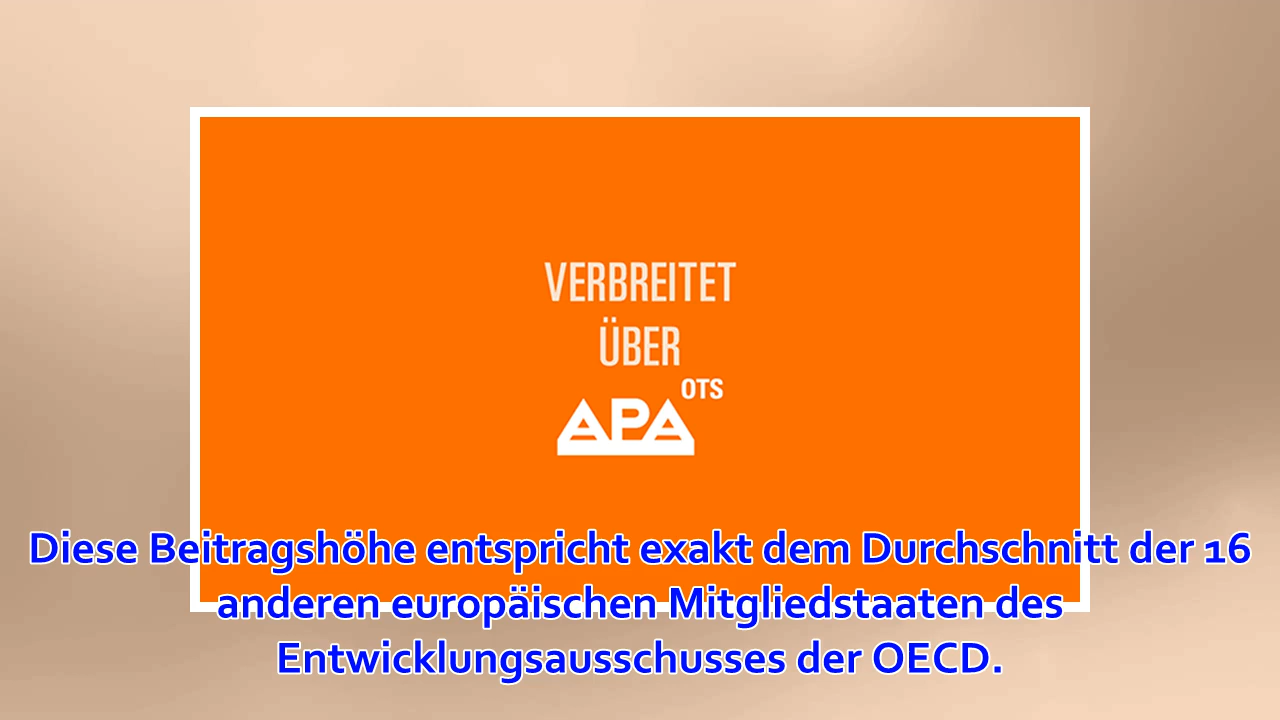 VERBREITET
ÜBER
OTS
APA
Diese Beitragshöhe entspricht exakt dem Durchschnitt der 16
anderen europäischen Mitgliedstaaten des
Entwicklungsausschusses der OECD.